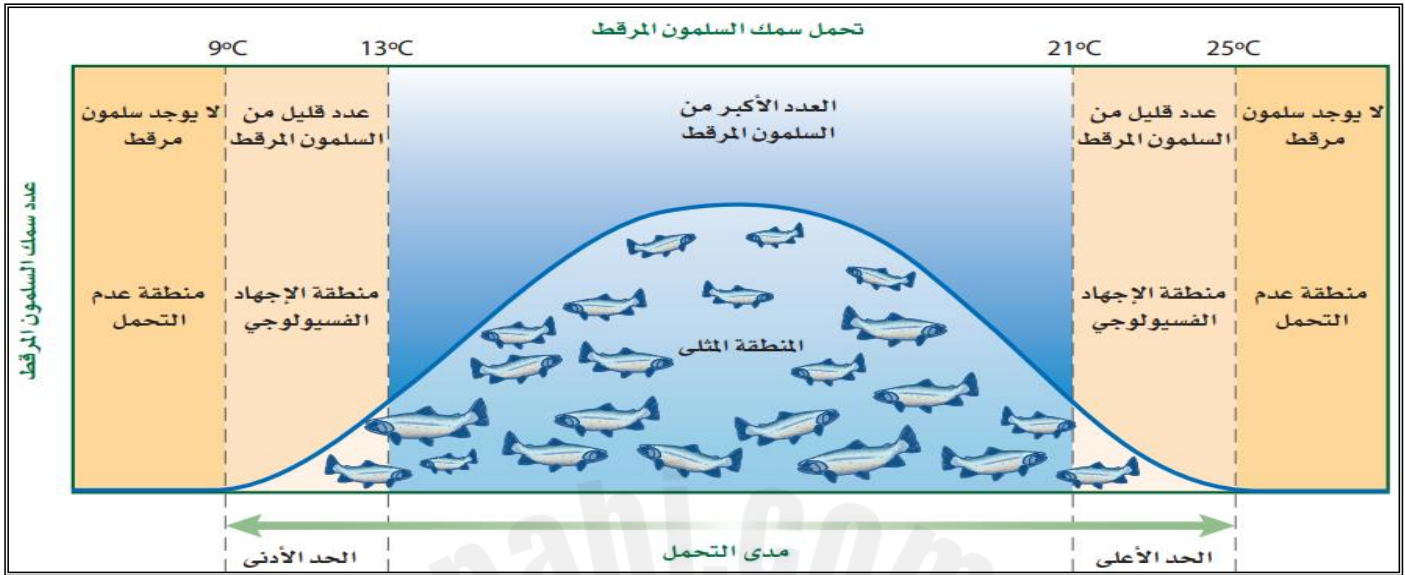 تحمل سمك السلمون المرقط
9ºC
13ºC
21ºC
25ºC
لا يوجد سلمون
مرقط
عدد قليل من
السلمون المرقط
العدد الأكبر من
السلمون المرقط
عدد قليل من
السلمون المرقط
لا يوجد سلمون
مرقط
عدد سمك السلمون المرقط
منطقة عدم
التحمل
منطقة الإجهاد
الفسيولوجي
المنطقة المثلى
منطقة الإجهاد
الفسيولوجي
منطقة عدم
التحمل
الحد الأدنى
مدى التحمل
الحد الأعلى